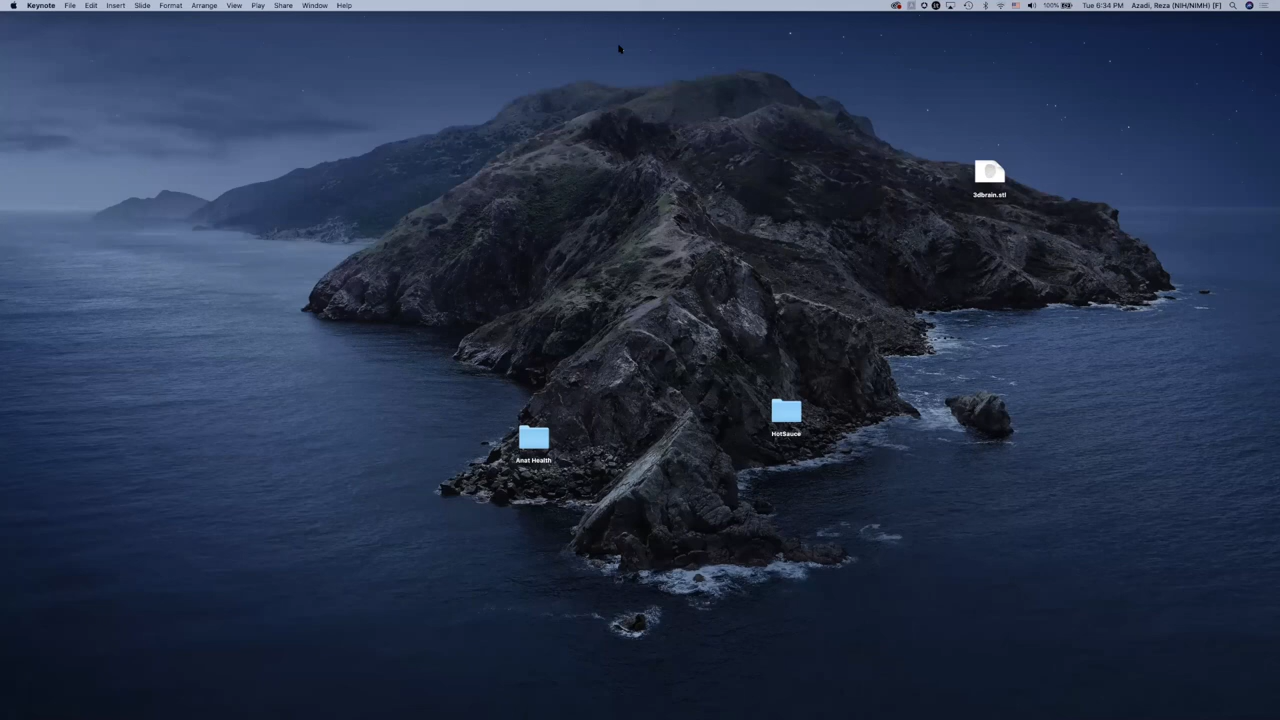 Keynote File Edit Insert Slide Format Arrange View Play Share Window Help
100% Tue 6:34 PM Azadi, Reza (NIH/NIMH) [F]
3dbrain.stl
HotSauce
Anat Health